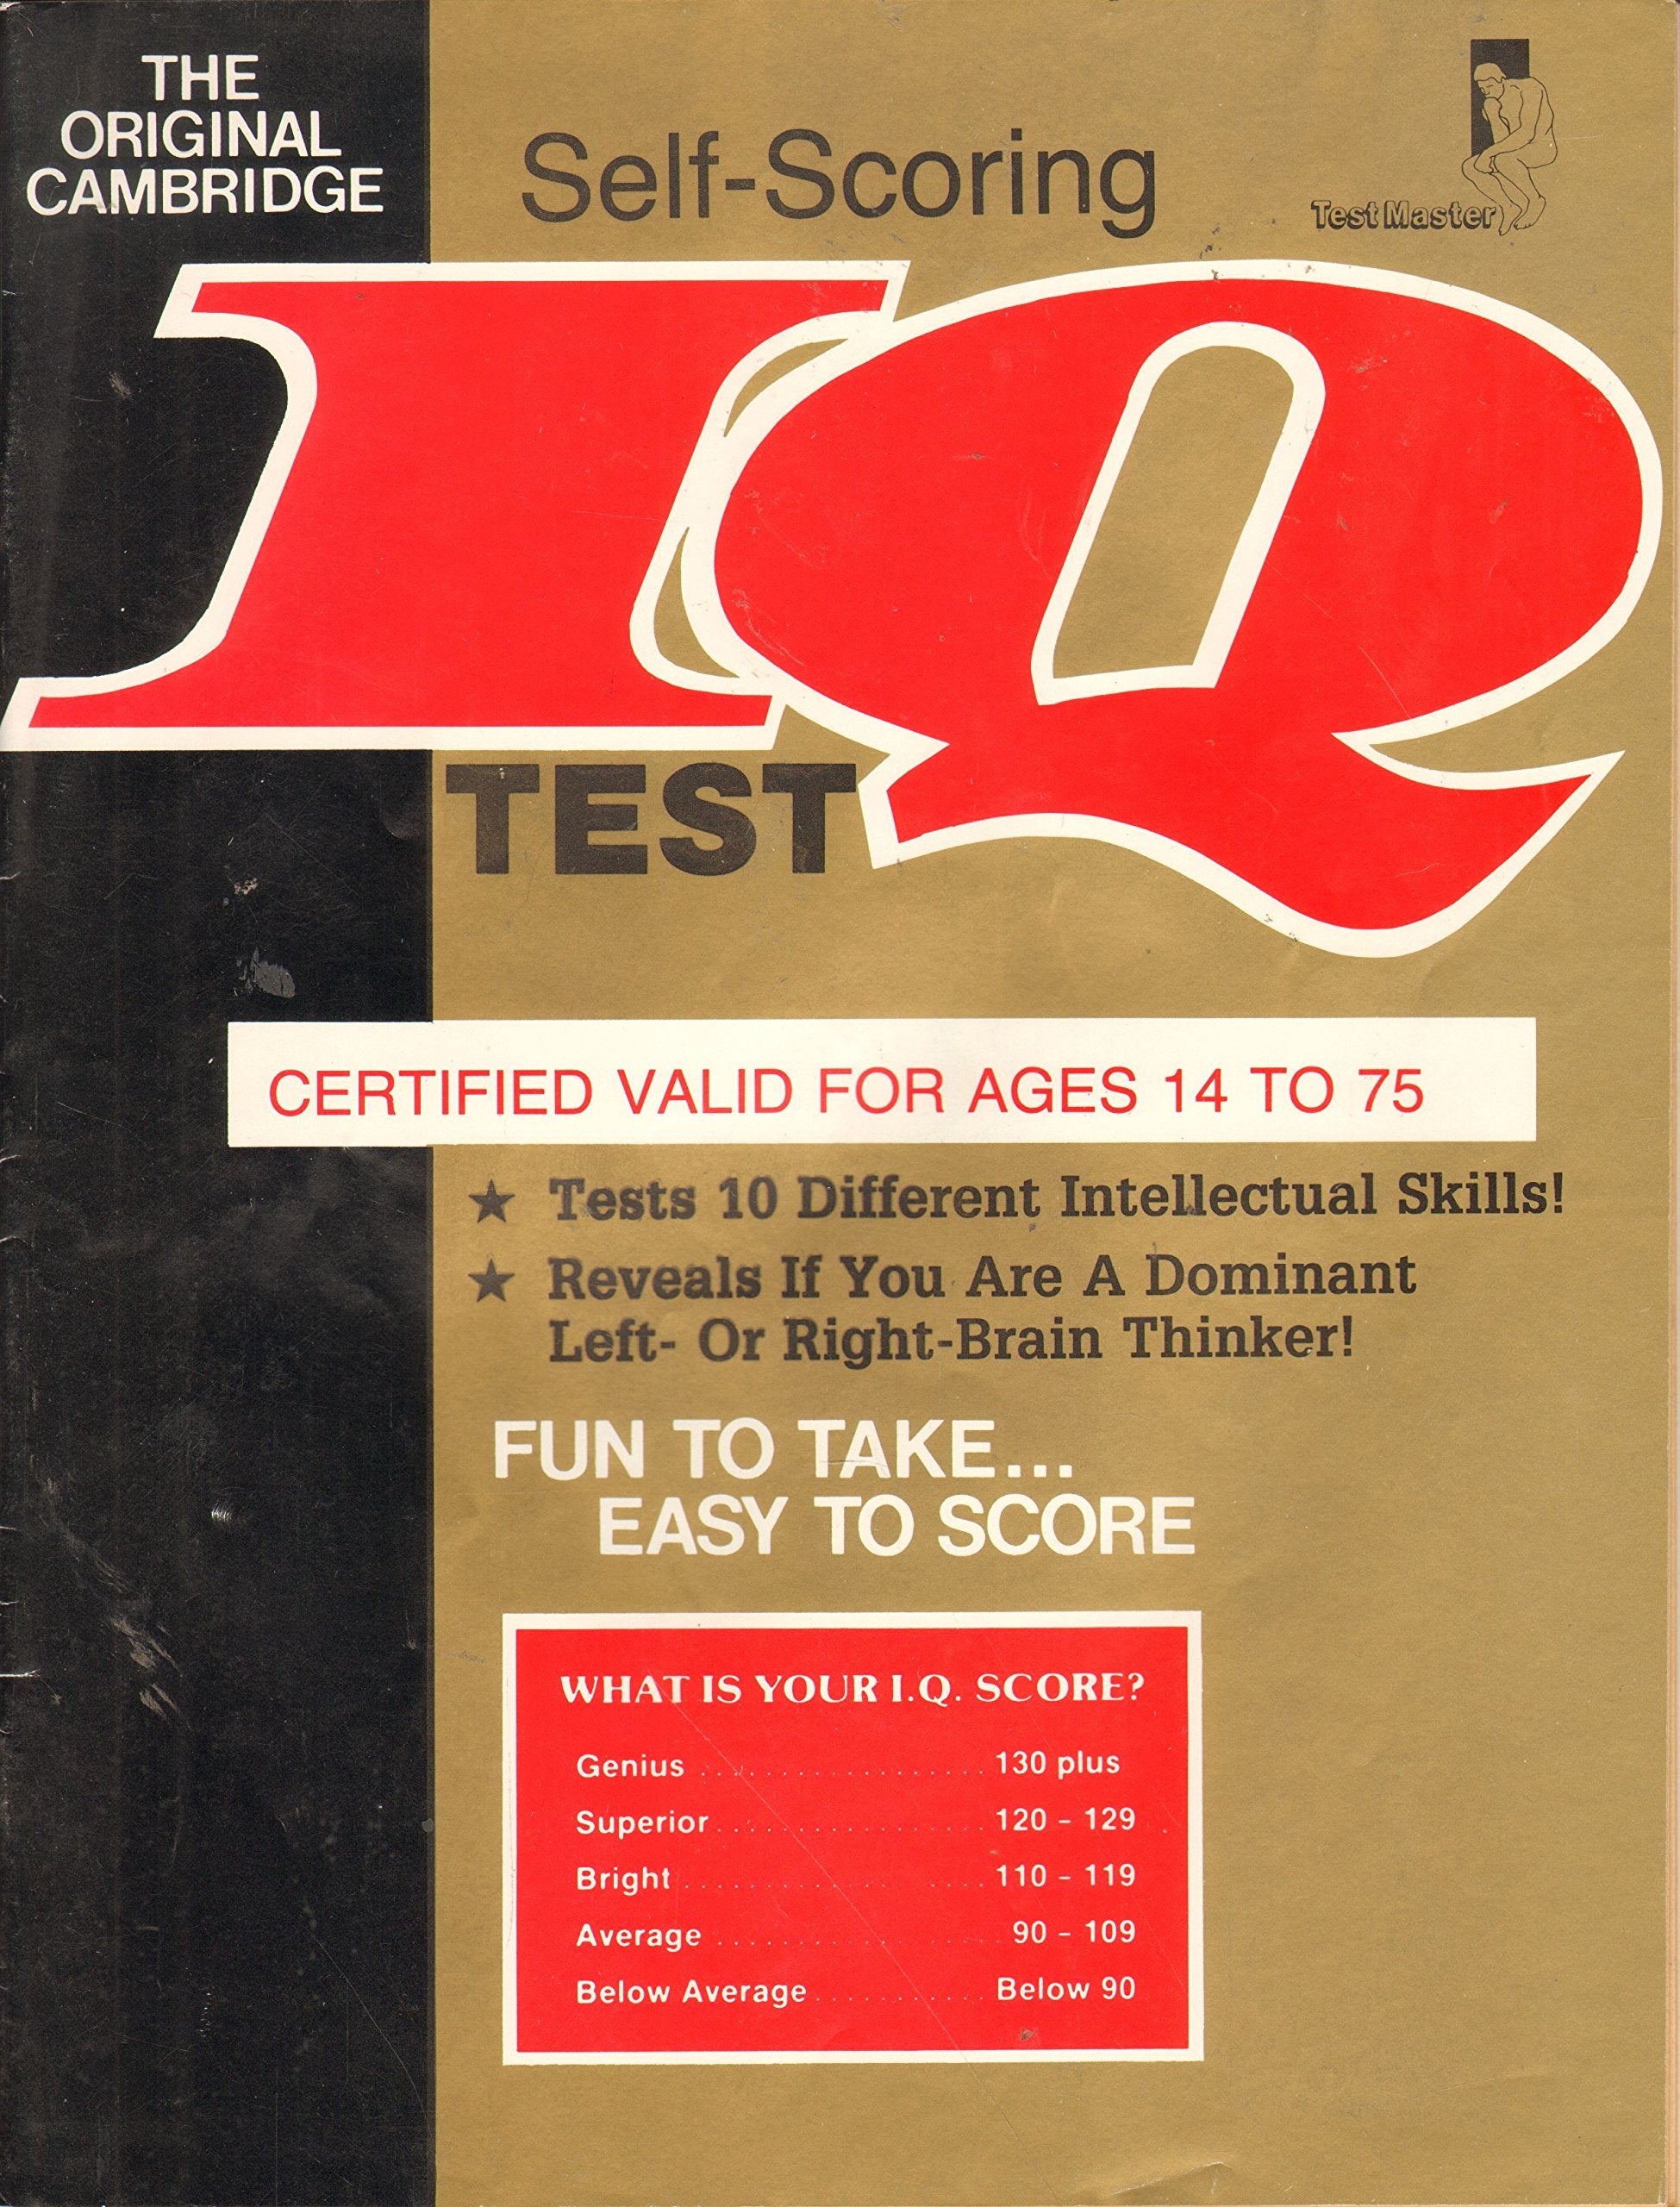 THE
ORIGINAL
CAMBRIDGE
Self-Scoring
Test Master
IQ
TEST
CERTIFIED VALID FOR AGES 14 TO 75
★ Tests 10 Different Intellectual Skills!
★ Reveals If You Are A Dominant
Left- Or Right-Brain Thinker!
FUN TO TAKE...
EASY TO SCORE
WHAT IS YOUR I.Q. SCORE?
Genius .................. 130 plus
Superior ................. 120 - 129
Bright ................... 110 - 119
Average .................. 90 - 109
Below Average ........... Below 90